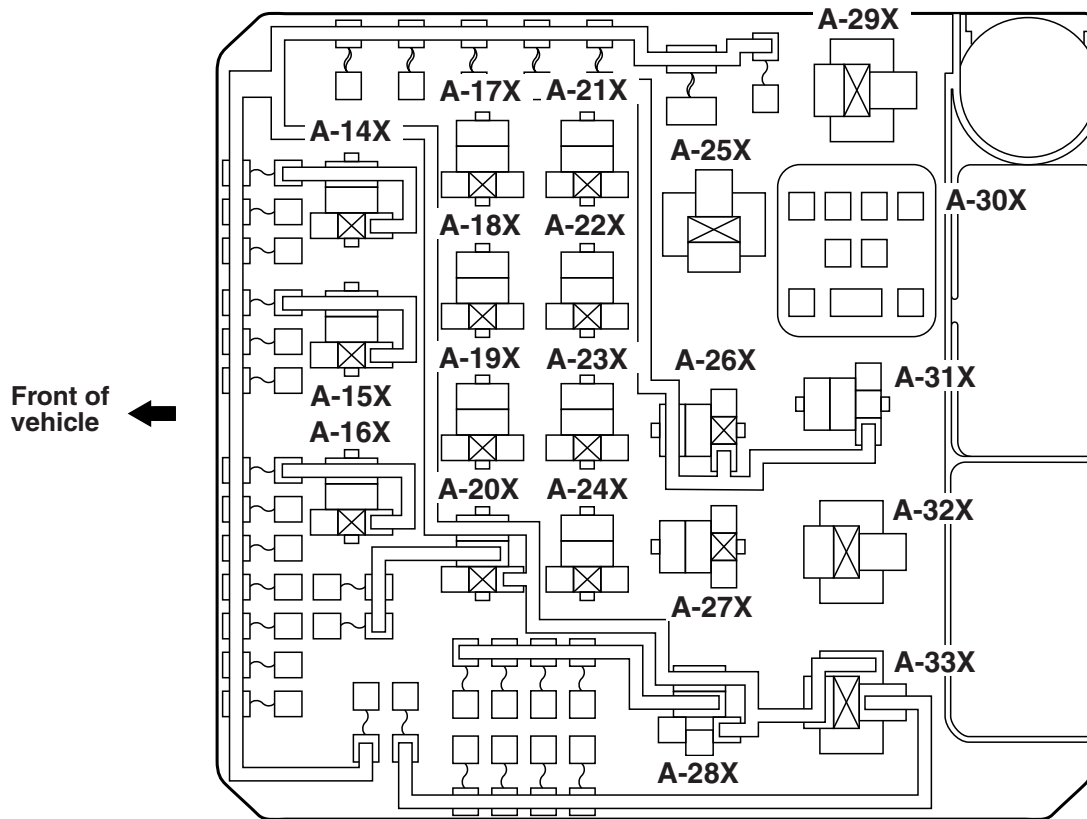 A-29X
A-17X
A-21X
A-14X
A-25X
A-30X
A-18X
A-22X
A-19X
A-23X
A-26X
A-31X
Front of
vehicle
A-15X
A-16X
A-20X
A-24X
A-32X
A-27X
A-33X
A-28X